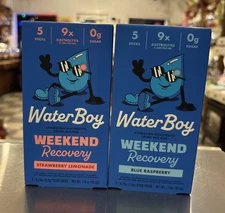 5
STICKS
9x
ELECTROLYTES
0g
SUGAR
WaterBoy
WEEKEND
Recovery
STRAWBERRY LEMONADE
5
STICKS
9x
ELECTROLYTES
0g
SUGAR
WaterBoy
WEEKEND
Recovery
BLUE RASPBERRY